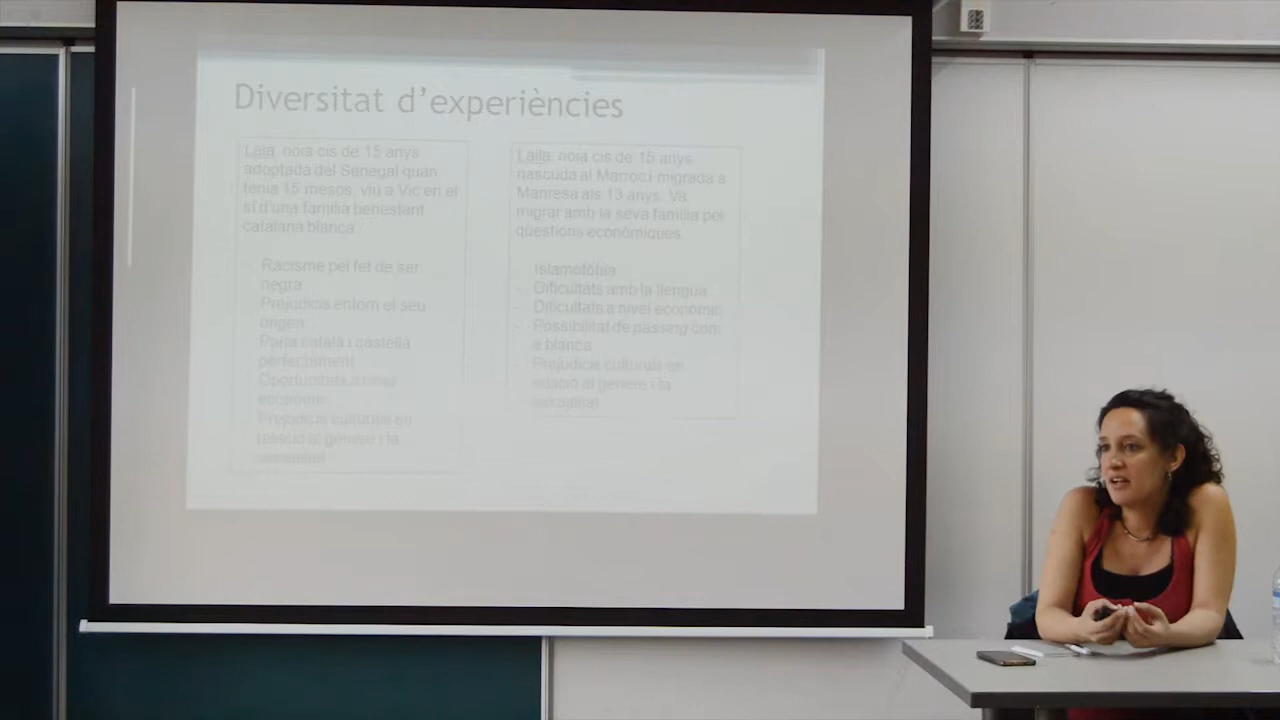 Diversitat d'experiències
Laia: noia cis de 15 anys
adoptada del Senegal quan
tenia 15 mesos, viu a Vic en el
sí d'una família benestant
catalana blanca.
Racisme pel fet de ser
negra
Prejudicis entorn el seu
origen
Parla català i castellà
perfectament
Oportunitats a nivell
econòmic
Prejudicis culturals en
relació al gènere i la
sexualitat
Laila: noia cis de 15 anys
nascuda al Marroc i migrada a
Manresa als 13 anys. Va
migrar amb la seva família per
qüestions econòmiques.
Islamofòbia
- Dificultats amb la llengua
- Dificultats a nivell econòmic
- Possibilitat de passing com
a blanca
- Prejudicis culturals en
relació al gènere i la
sexualitat